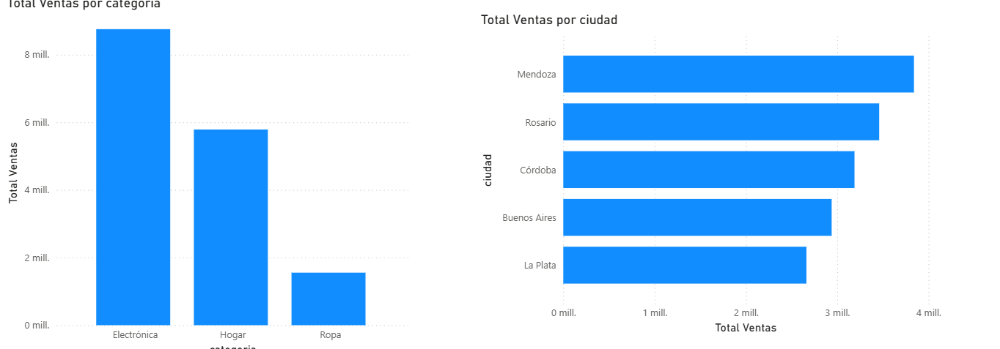 Total Ventas por categoria
8 mill.
6 mill.
4 mill.
2 mill.
0 mill.
Total Ventas
Electrónica
Hogar
Ropa
categoria
Total Ventas por ciudad
Mendoza
Rosario
Córdoba
Buenos Aires
La Plata
ciudad
0 mill.
1 mill.
2 mill.
3 mill.
4 mill.
Total Ventas